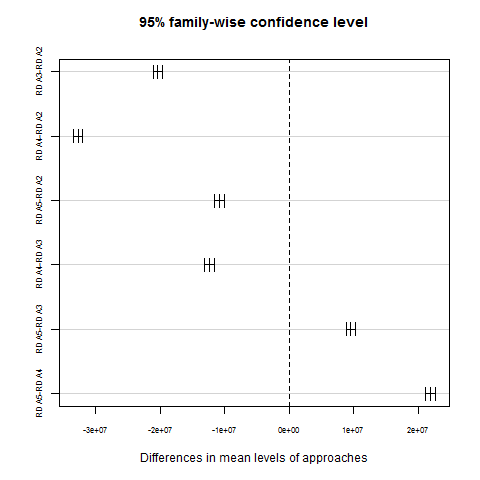 95% family-wise confidence level
RD A3-RD A2
RD A4-RD A2
RD A5-RD A2
RD A4-RD A3
RD A5-RD A3
RD A5-RD A4
-3e+07 -2e+07 -1e+07 0e+00 1e+07 2e+07
Differences in mean levels of approaches